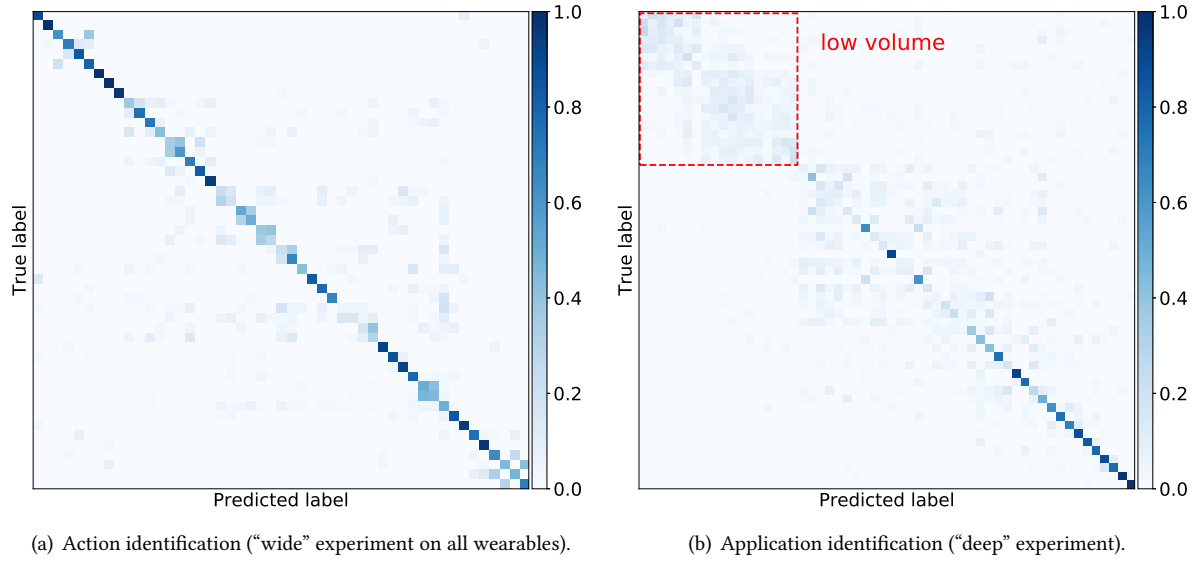 1.0
0.8
0.6
0.4
0.2
0.0
True label
Predicted label
(a) Action identification (“wide” experiment on all wearables).
low volume
1.0
0.8
0.6
0.4
0.2
0.0
True label
Predicted label
(b) Application identification (“deep” experiment).